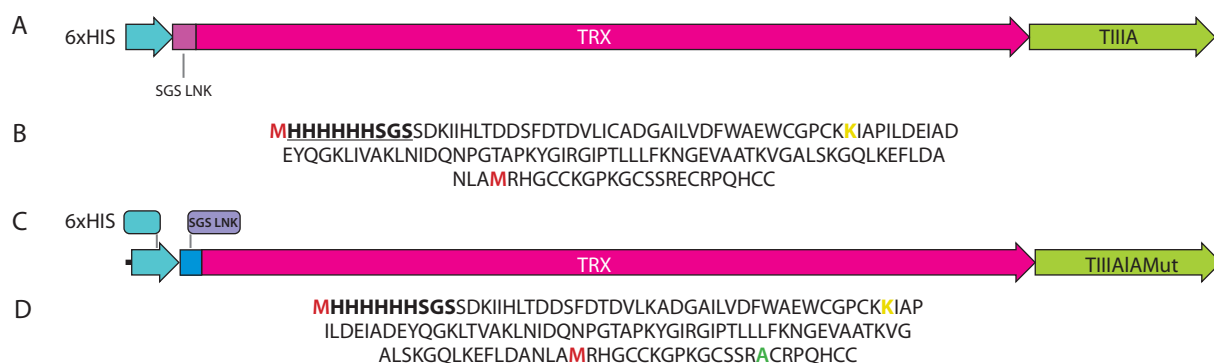 A
6xHIS
TRX
TIIIA
SGS LNK
B
MHHHHHHSGSSDKIIHLTDDSFDTDVLICADGAILVDFWAEWCGPCKKIAPILDEIAD
EYQGKLIVAKLNIDQNPGTAPKYGIRGIPTLLLFKNGEVAATKVGALSKGQLKEFLDA
NLAMRHGCCKGPKGCSSRECRPQHCC
C
6xHIS
SGS LNK
TRX
TIIIAIAMut
D
MHHHHHHSGSSDKIIHLTDDSFDTDVLKADGAILVDFWAEWCGPCKKIAP
ILDEIADEYQGKLTVAKLNIDQNPGTAPKYGIRGIPTLLLFKNGEVAATKVG
ALSKGQLKEFLDANLAMRHGCCKGPKGCSSRACRPQHCC